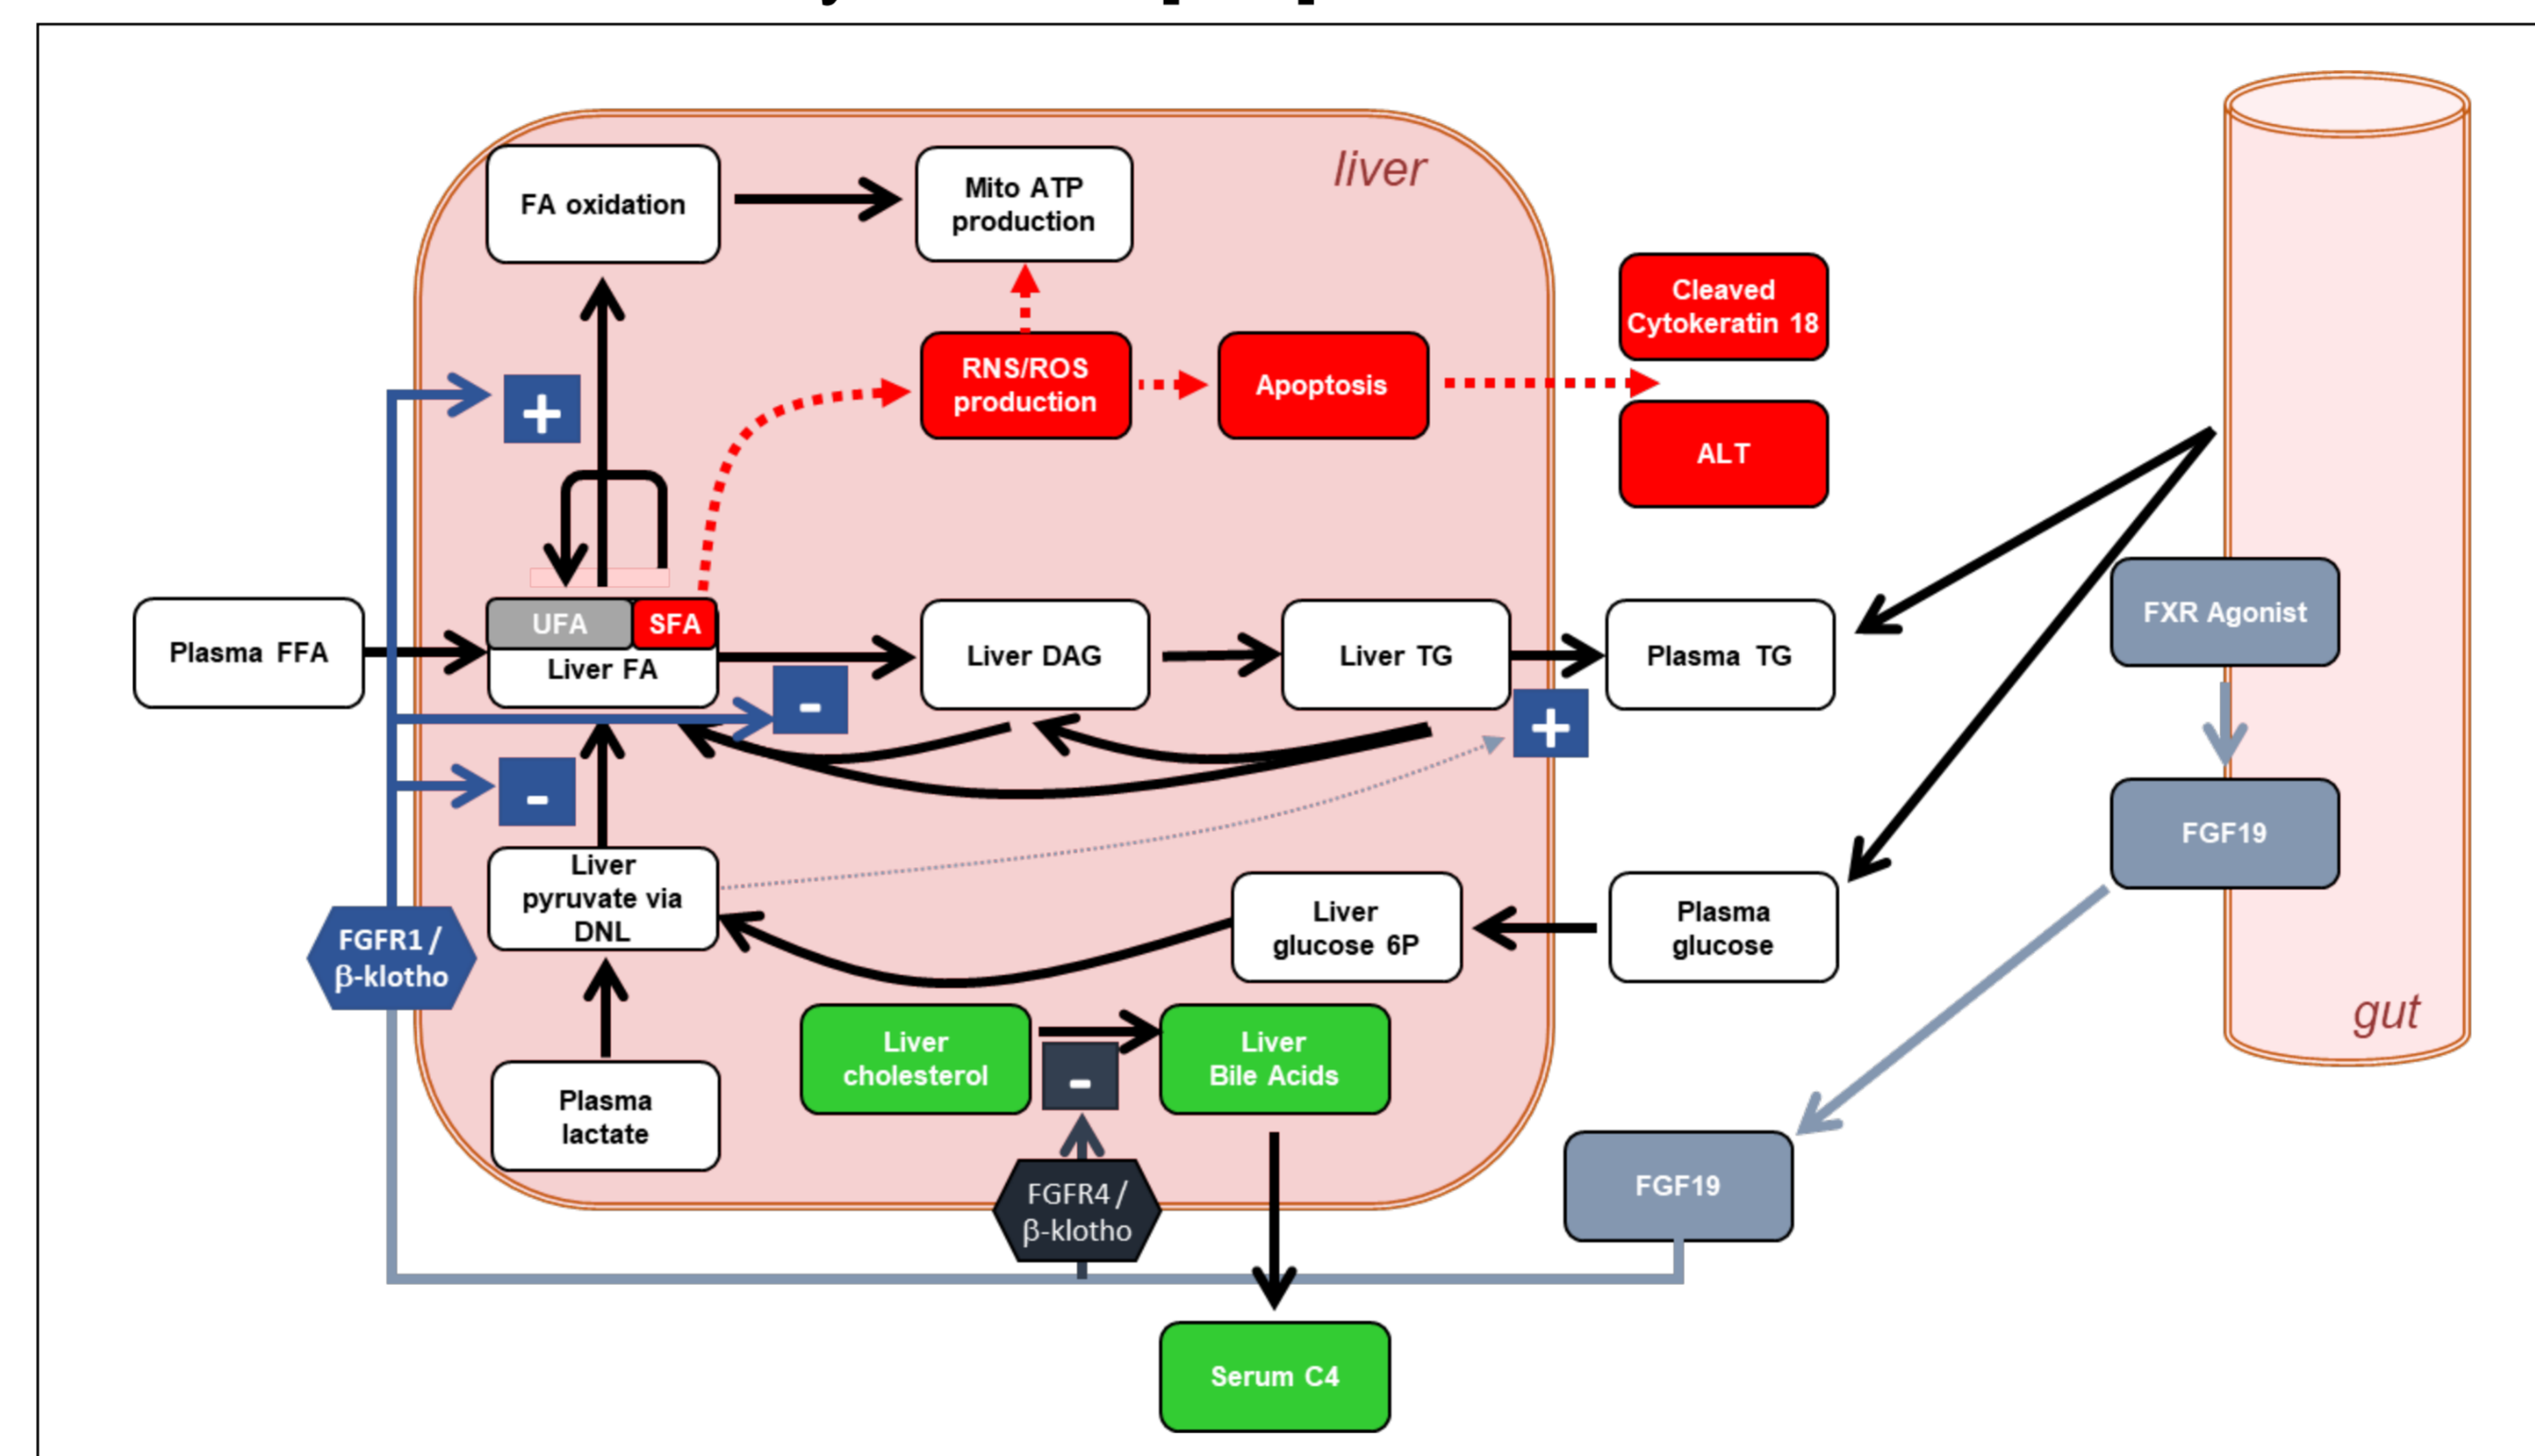 liver
FA oxidation
Mito ATP
production
Cleaved
Cytokeratin 18
RNS/ROS
production
Apoptosis
ALT
+
UFA
SFA
Liver FA
Plasma FFA
Liver DAG
Liver TG
Plasma TG
FXR Agonist
-
+
-
FGF19
Liver
pyruvate via
DNL
Liver
glucose 6P
Plasma
glucose
FGFR1 /
β-klotho
gut
Liver
cholesterol
-
Liver
Bile Acids
Plasma
lactate
FGFR4 /
β-klotho
FGF19
Serum C4